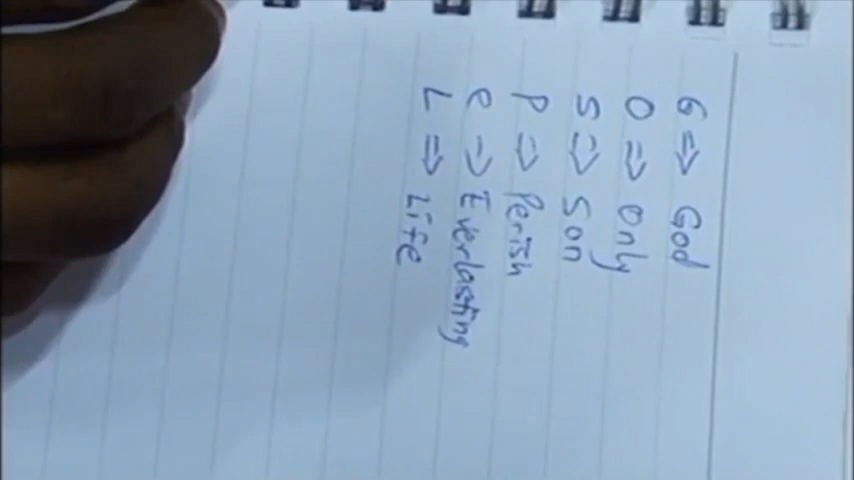 G => God
O => Only
S => Son
P => Perish
e => Everlasting
L => Life